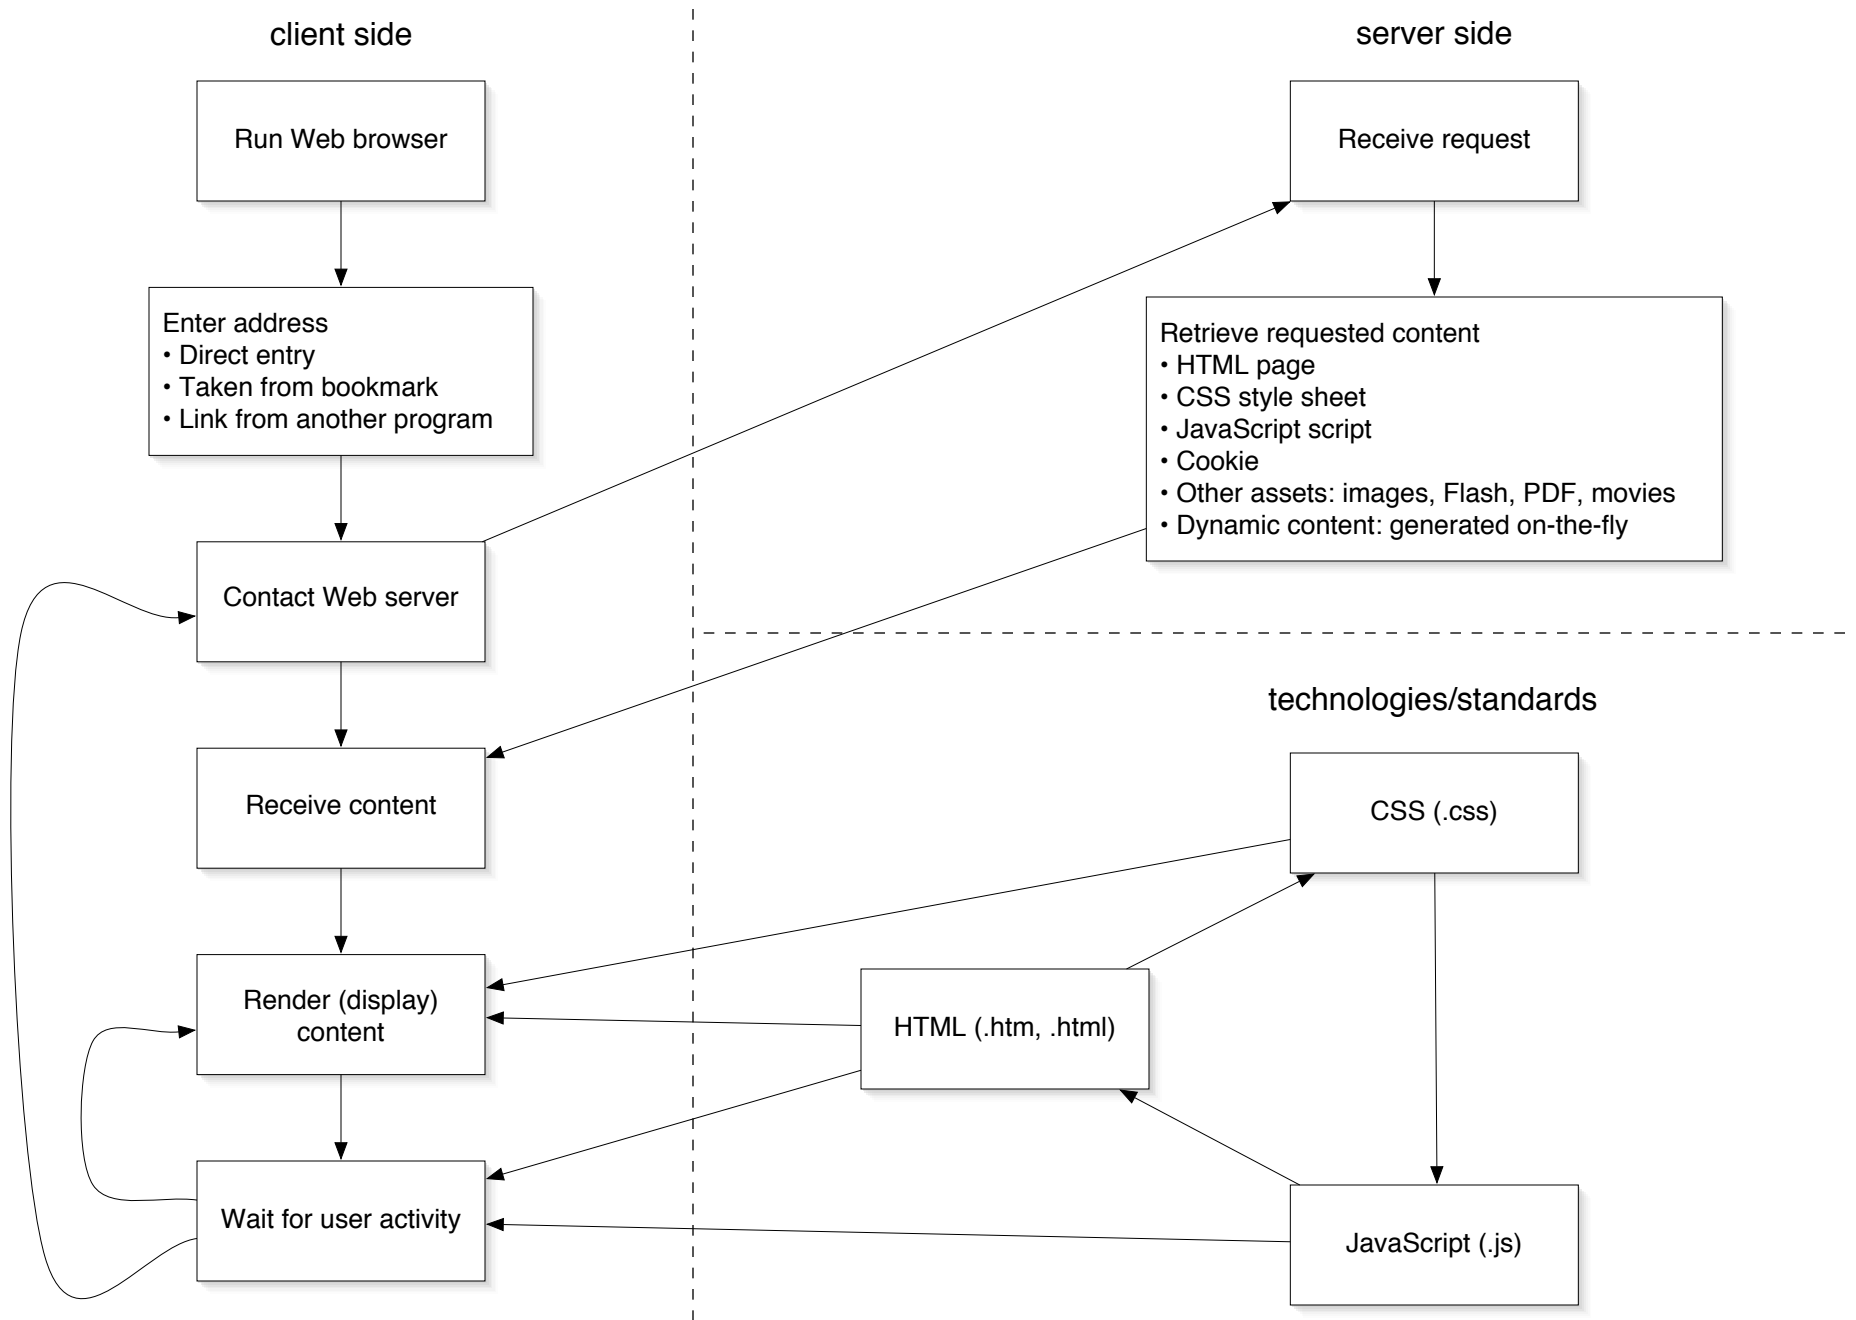 client side
Run Web browser
Enter address
• Direct entry
• Taken from bookmark
• Link from another program
Contact Web server
Receive content
Render (display)
content
Wait for user activity
server side
Receive request
Retrieve requested content
• HTML page
• CSS style sheet
• JavaScript script
• Cookie
• Other assets: images, Flash, PDF, movies
• Dynamic content: generated on-the-fly
technologies/standards
CSS (.css)
HTML (.htm, .html)
JavaScript (.js)